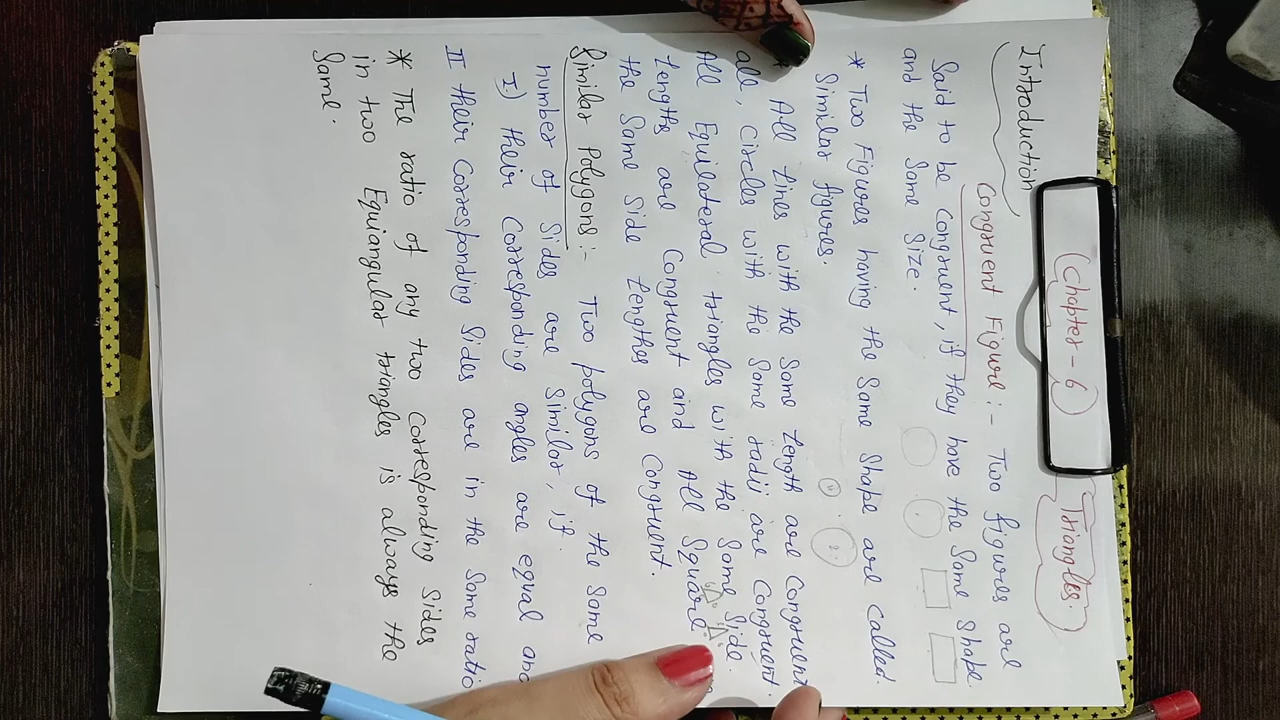 (Chapter - 6) Triangles.
Introduction
Congruent Figure :- Two figures are
Said to be Congruent, if they have the Same Shape
and the Same Size.
* Two Figures having the Same Shape are Called
Similar figures.
* All Lines with the Same Length are Congruent
all, Circles with the Same radii are Congruent.
All Equilateral triangles with the Same Side
Lengths are Congruent and All Square
the Same Side Lengthes are Congruent.
Similar Polygons :- Two polygons of the Same
number of Sides are Similar, if.
I) their Corresponding angles are equal and
II their Corresponding Sides are in the Same ratio
* The ratio of any two Corresponding Sides
in two Equiangular triangles is always the
Same.